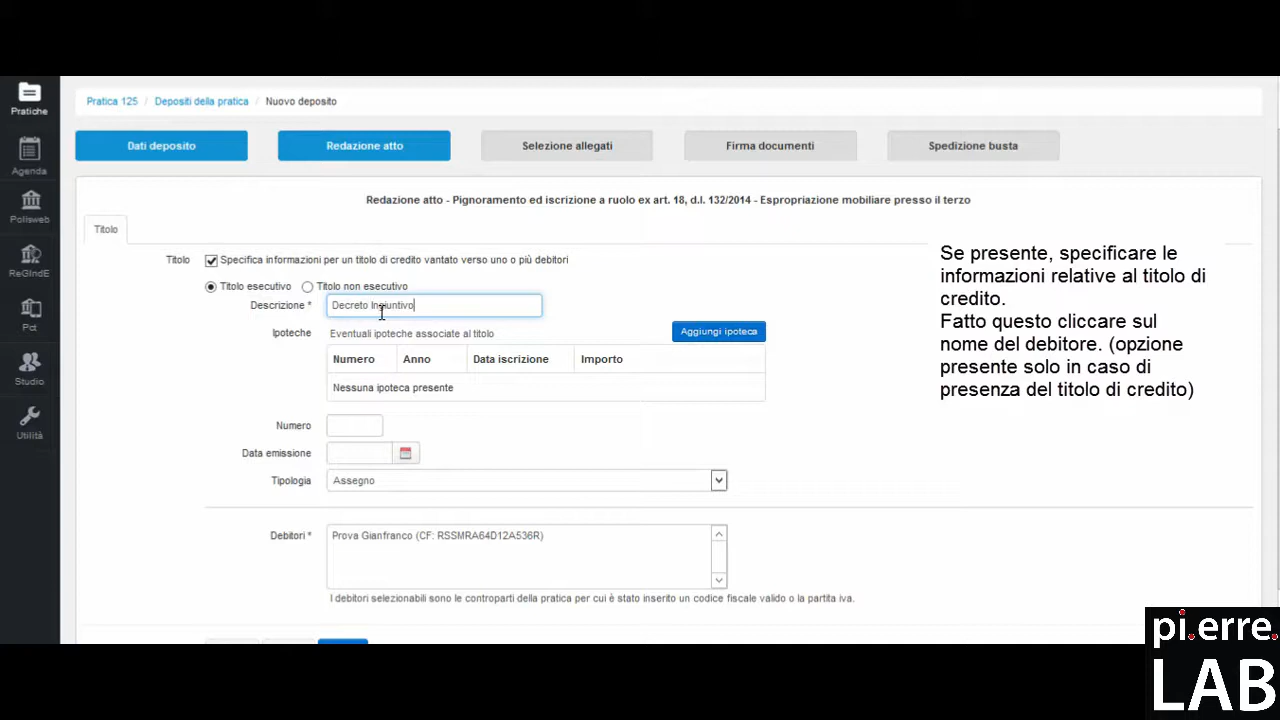 Pratica 125 / Depositi della pratica / Nuovo deposito
Pratiche
Agenda
Polisweb
ReGIndE
Pct
Studio
Utilità
Dati deposito
Redazione atto
Selezione allegati
Firma documenti
Spedizione busta
Redazione atto - Pignoramento ed iscrizione a ruolo ex art. 18, d.l. 132/2014 - Espropriazione mobiliare presso il terzo
Titolo
Titolo Specifica informazioni per un titolo di credito vantato verso uno o più debitori
Titolo esecutivo Titolo non esecutivo
Descrizione * Decreto Ingiuntivo
Ipoteche Eventuali ipoteche associate al titolo Aggiungi ipoteca
Numero Anno Data iscrizione Importo
Nessuna ipoteca presente
Numero
Data emissione
Tipologia Assegno
Debitori * Prova Gianfranco (CF: RSSMRA64D12A536R)
I debitori selezionabili sono le controparti della pratica per cui è stato inserito un codice fiscale valido o la partita iva.
Se presente, specificare le
informazioni relative al titolo di
credito.
Fatto questo cliccare sul
nome del debitore. (opzione
presente solo in caso di
presenza del titolo di credito)
pi.erre.
LAB